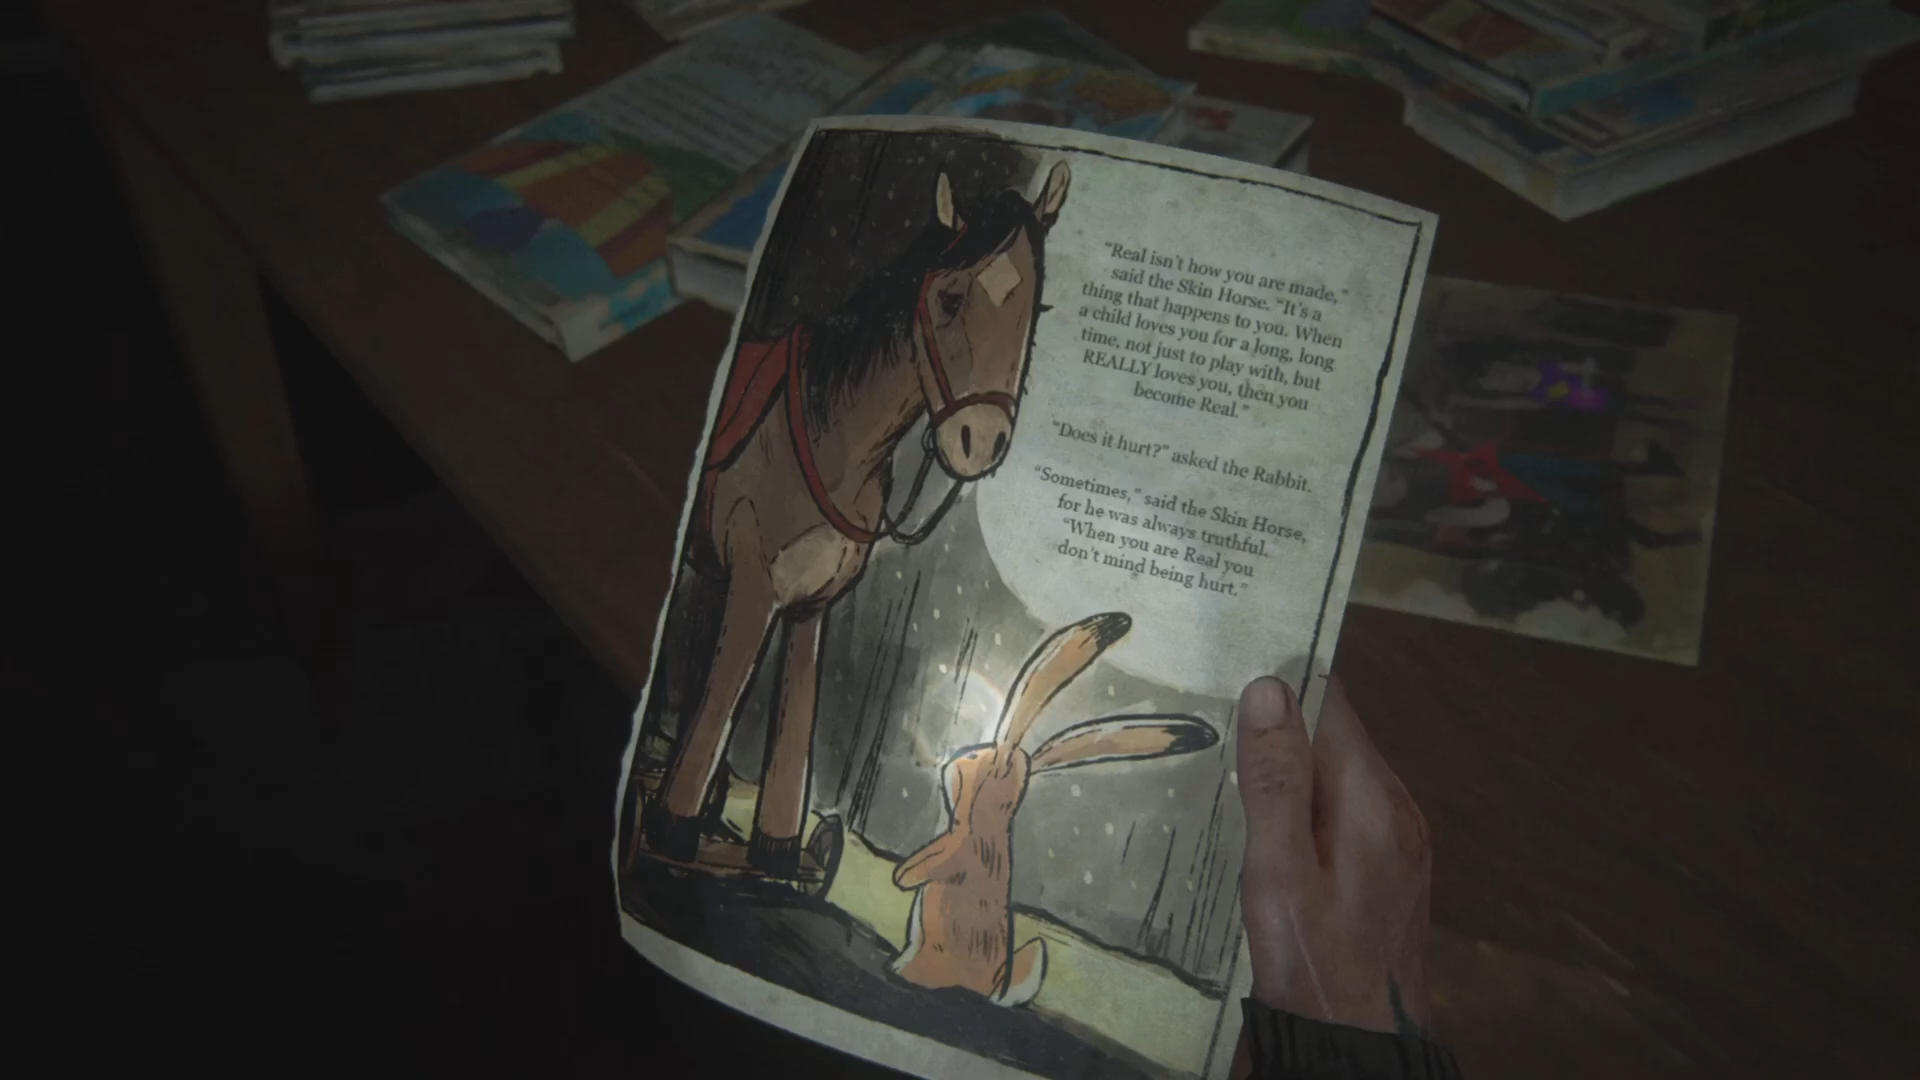 “Real isn’t how you are made,”
said the Skin Horse. “It’s a
thing that happens to you. When
a child loves you for a long, long
time, not just to play with, but
REALLY loves you, then you
become Real.”
“Does it hurt?” asked the Rabbit.
“Sometimes,” said the Skin Horse,
for he was always truthful.
“When you are Real you
don’t mind being hurt.”